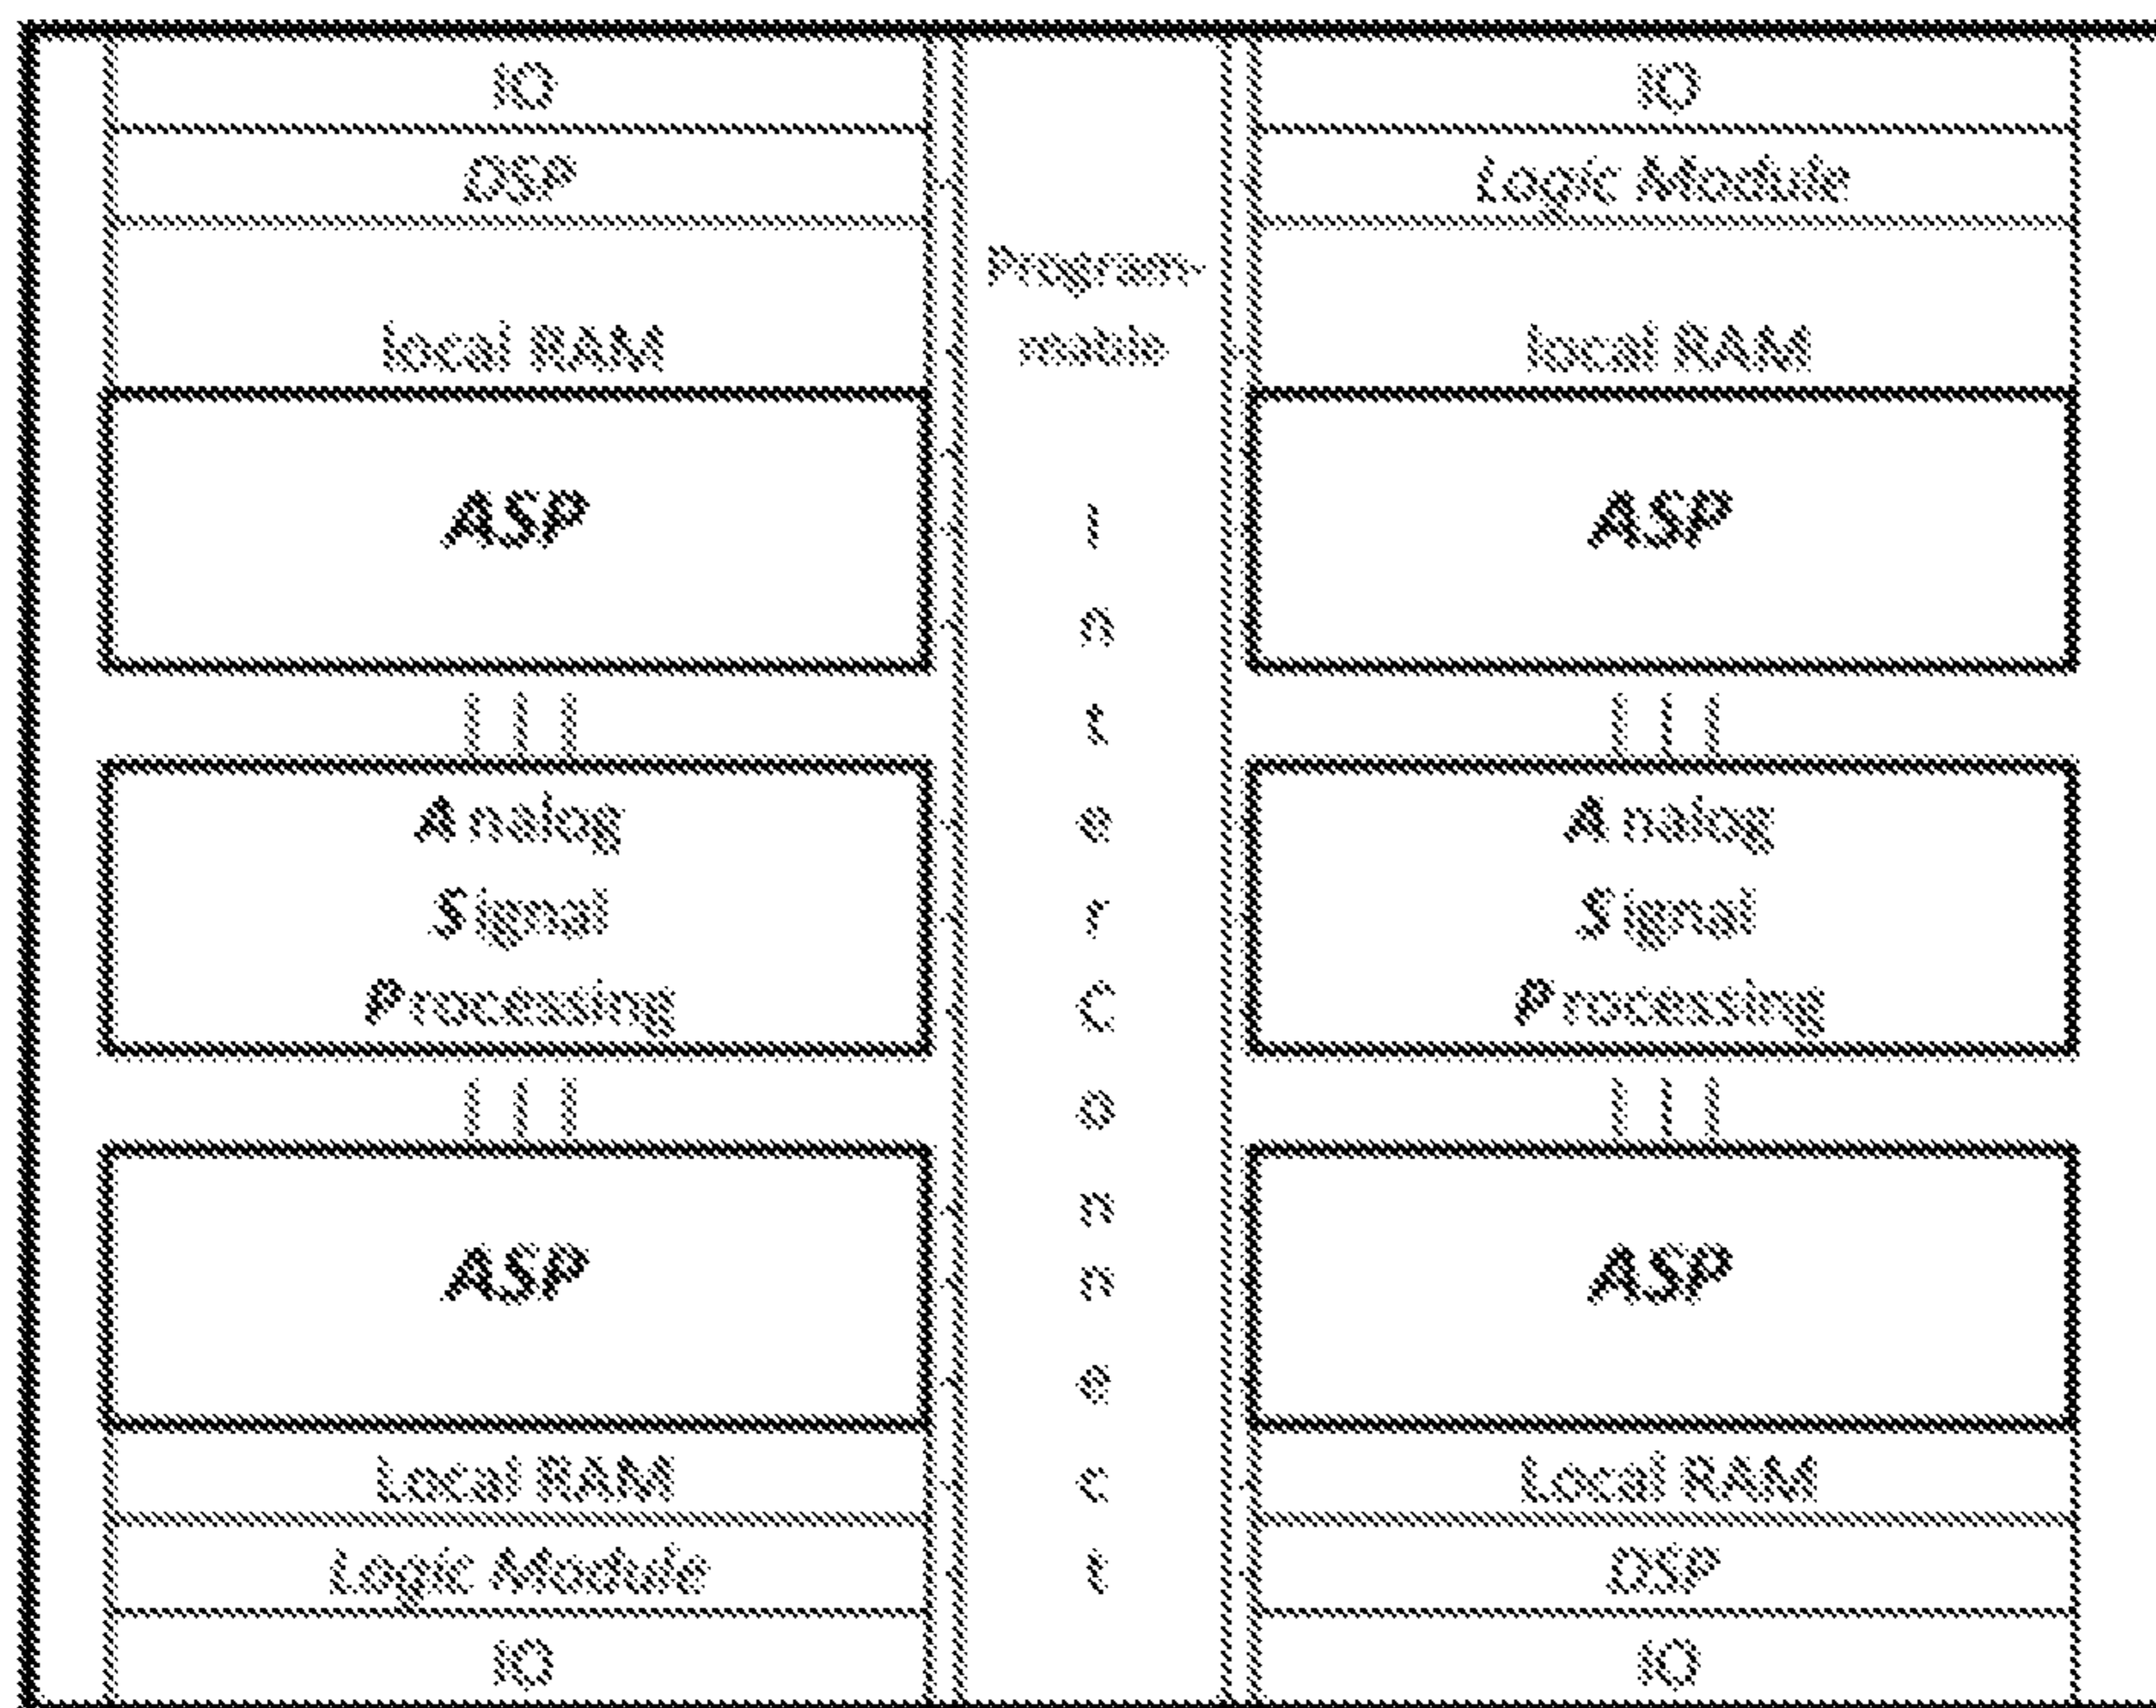 IO
DSP
local RAM
ASP
Analog
Signal
Processing
ASP
Local RAM
Logic Module
IO
Program-
mable
I
n
t
e
r
C
o
n
n
e
c
t
IO
Logic Module
local RAM
ASP
Analog
Signal
Processing
ASP
Local RAM
DSP
IO